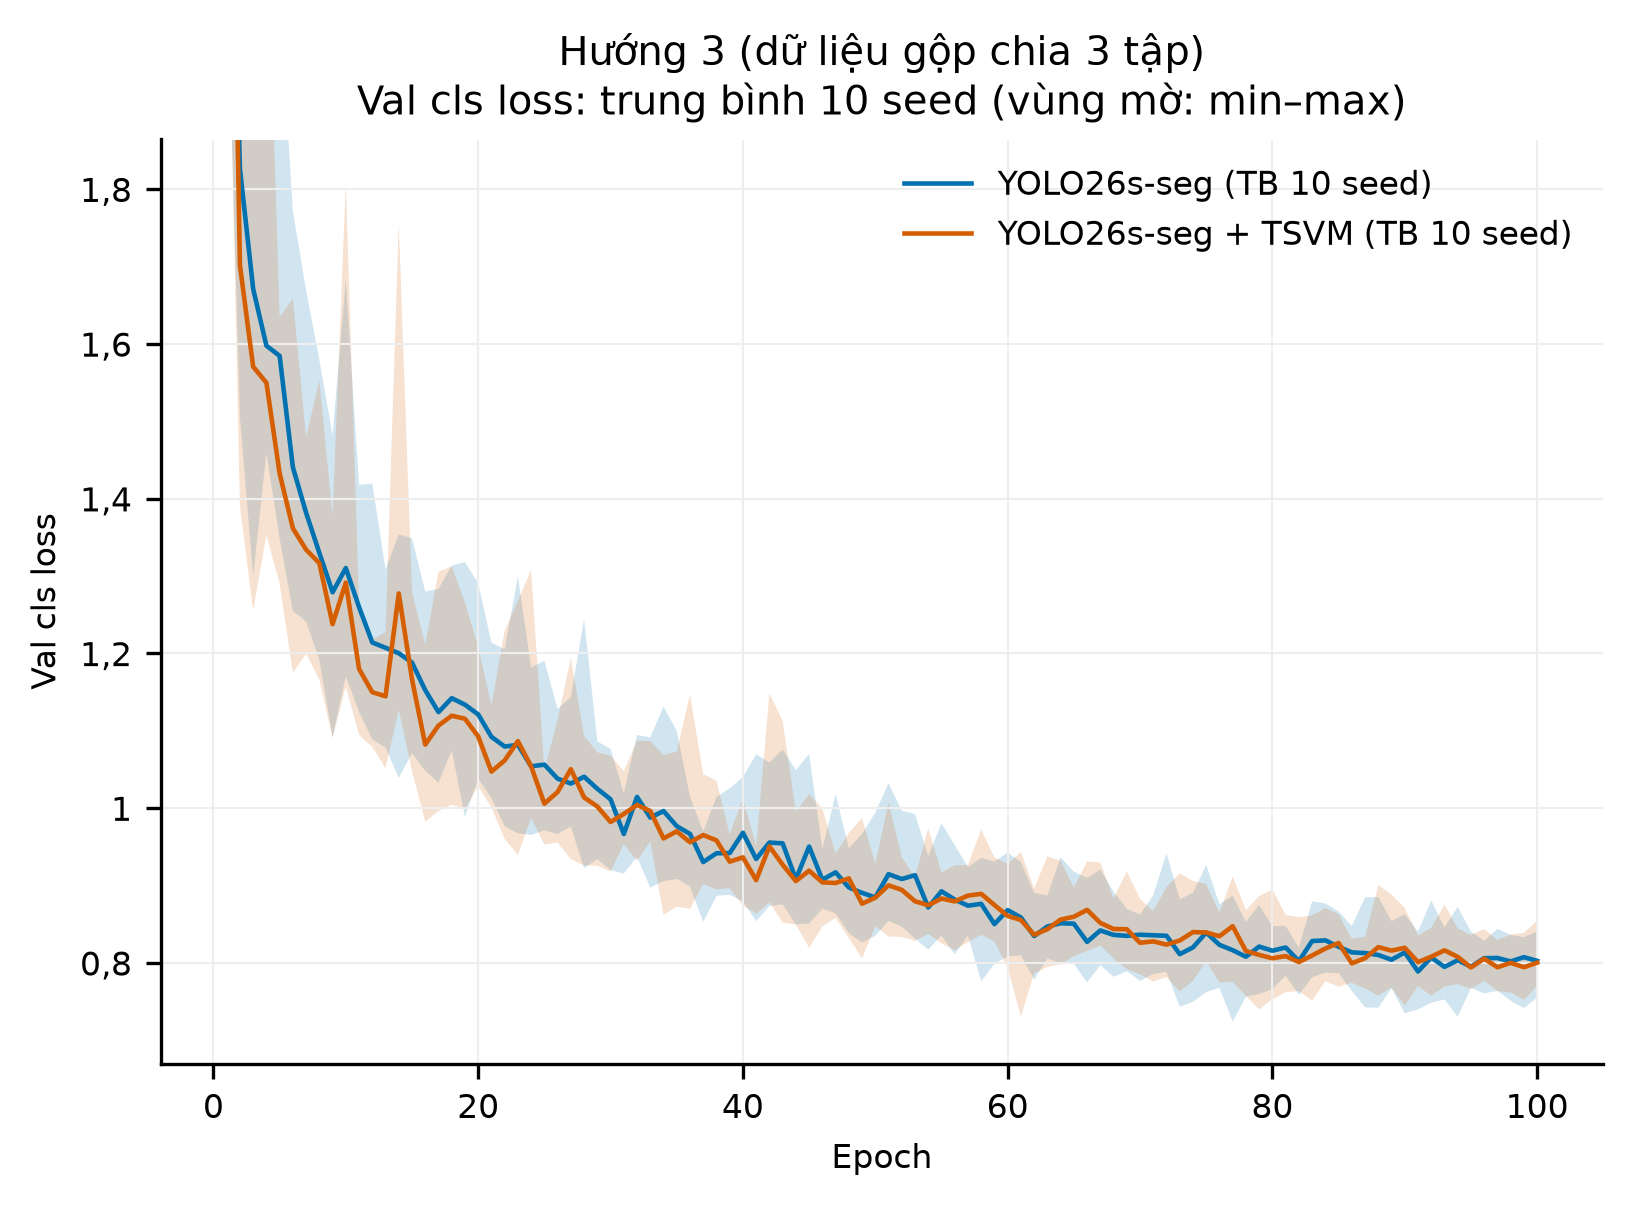 Hướng 3 (dữ liệu gộp chia 3 tập)
Val cls loss: trung bình 10 seed (vùng mờ: min–max)
YOLO26s-seg (TB 10 seed)
YOLO26s-seg + TSVM (TB 10 seed)
Val cls loss
1,8
1,6
1,4
1,2
1
0,8
0 20 40 60 80 100
Epoch